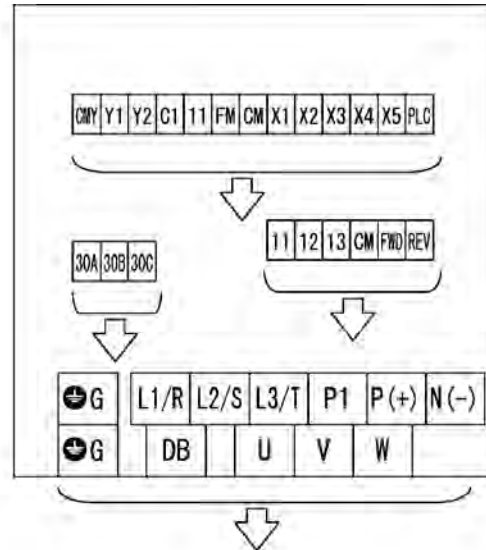 CMY Y1 Y2 C1 11 FM CM X1 X2 X3 X4 X5 PLC
11 12 13 CM FWD REV
30A 30B 30C
G L1/R L2/S L3/T P1 P(+) N(-)
G DB U V W